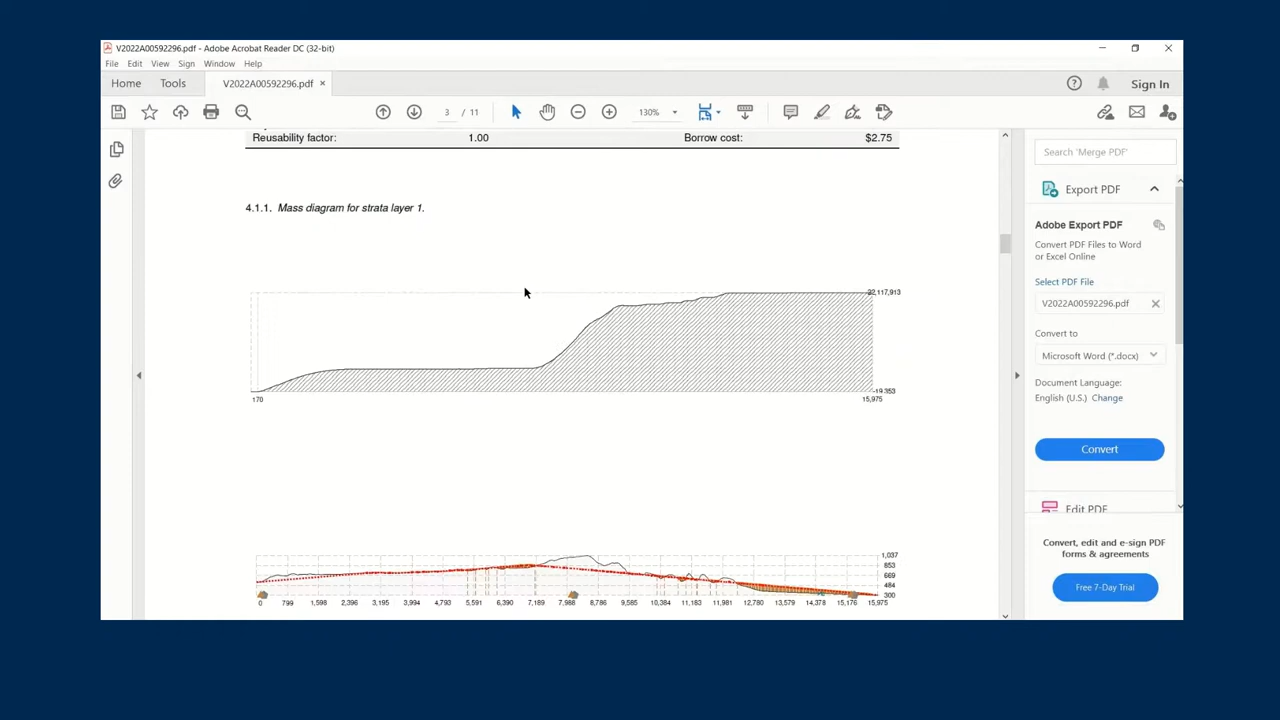 V2022A00592296.pdf - Adobe Acrobat Reader DC (32-bit)
File Edit View Sign Window Help
Home Tools V2022A00592296.pdf × Sign In
3 / 11 130%
Reusability factor: 1.00 Borrow cost: $2.75
4.1.1. Mass diagram for strata layer 1.
22,117,913
-19,353
170 15,975
1,037
853
669
484
300
0 799 1,598 2,396 3,195 3,994 4,793 5,591 6,390 7,189 7,988 8,786 9,585 10,384 11,183 11,981 12,780 13,579 14,378 15,176 15,975
Search 'Merge PDF'
Export PDF
Adobe Export PDF
Convert PDF Files to Word
or Excel Online
Select PDF File
V2022A00592296.pdf
Convert to
Microsoft Word (*.docx)
Document Language:
English (U.S.) Change
Convert
Edit PDF
Convert, edit and e-sign PDF
forms & agreements
Free 7-Day Trial